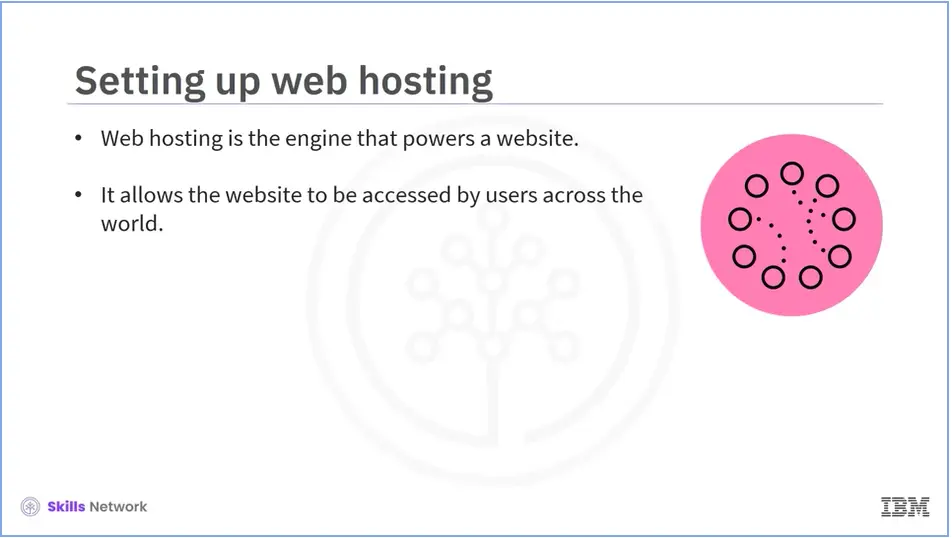 Setting up web hosting
• Web hosting is the engine that powers a website.
• It allows the website to be accessed by users across the
world.
Skills Network
IBM